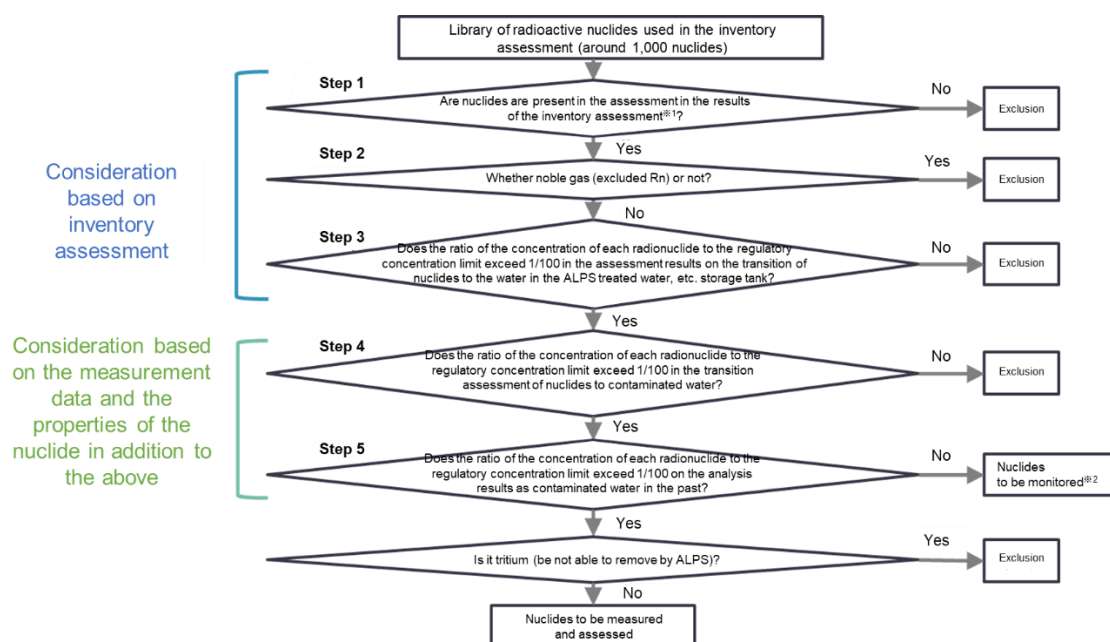 Library of radioactive nuclides used in the inventory
assessment (around 1,000 nuclides)
Step 1
No
Are nuclides are present in the assessment in the results
of the inventory assessment※1?
Exclusion
Yes
Step 2
Yes
Consideration
based on
inventory
assessment
Whether noble gas (excluded Rn) or not?
Exclusion
No
Step 3
No
Does the ratio of the concentration of each radionuclide to the regulatory
concentration limit exceed 1/100 in the assessment results on the transition of
nuclides to the water in the ALPS treated water, etc. storage tank?
Exclusion
Yes
Consideration based
on the measurement
data and the
properties of the
nuclide in addition to
the above
Step 4
No
Does the ratio of the concentration of each radionuclide to the
regulatory concentration limit exceed 1/100 in the transition
assessment of nuclides to contaminated water?
Exclusion
Yes
Step 5
No
Does the ratio of the concentration of each radionuclide to the
regulatory concentration limit exceed 1/100 on the analysis
results as contaminated water in the past?
Nuclides
to be monitored※2
Yes
Yes
Is it tritium (be not able to remove by ALPS)?
Exclusion
No
Nuclides to be measured
and assessed